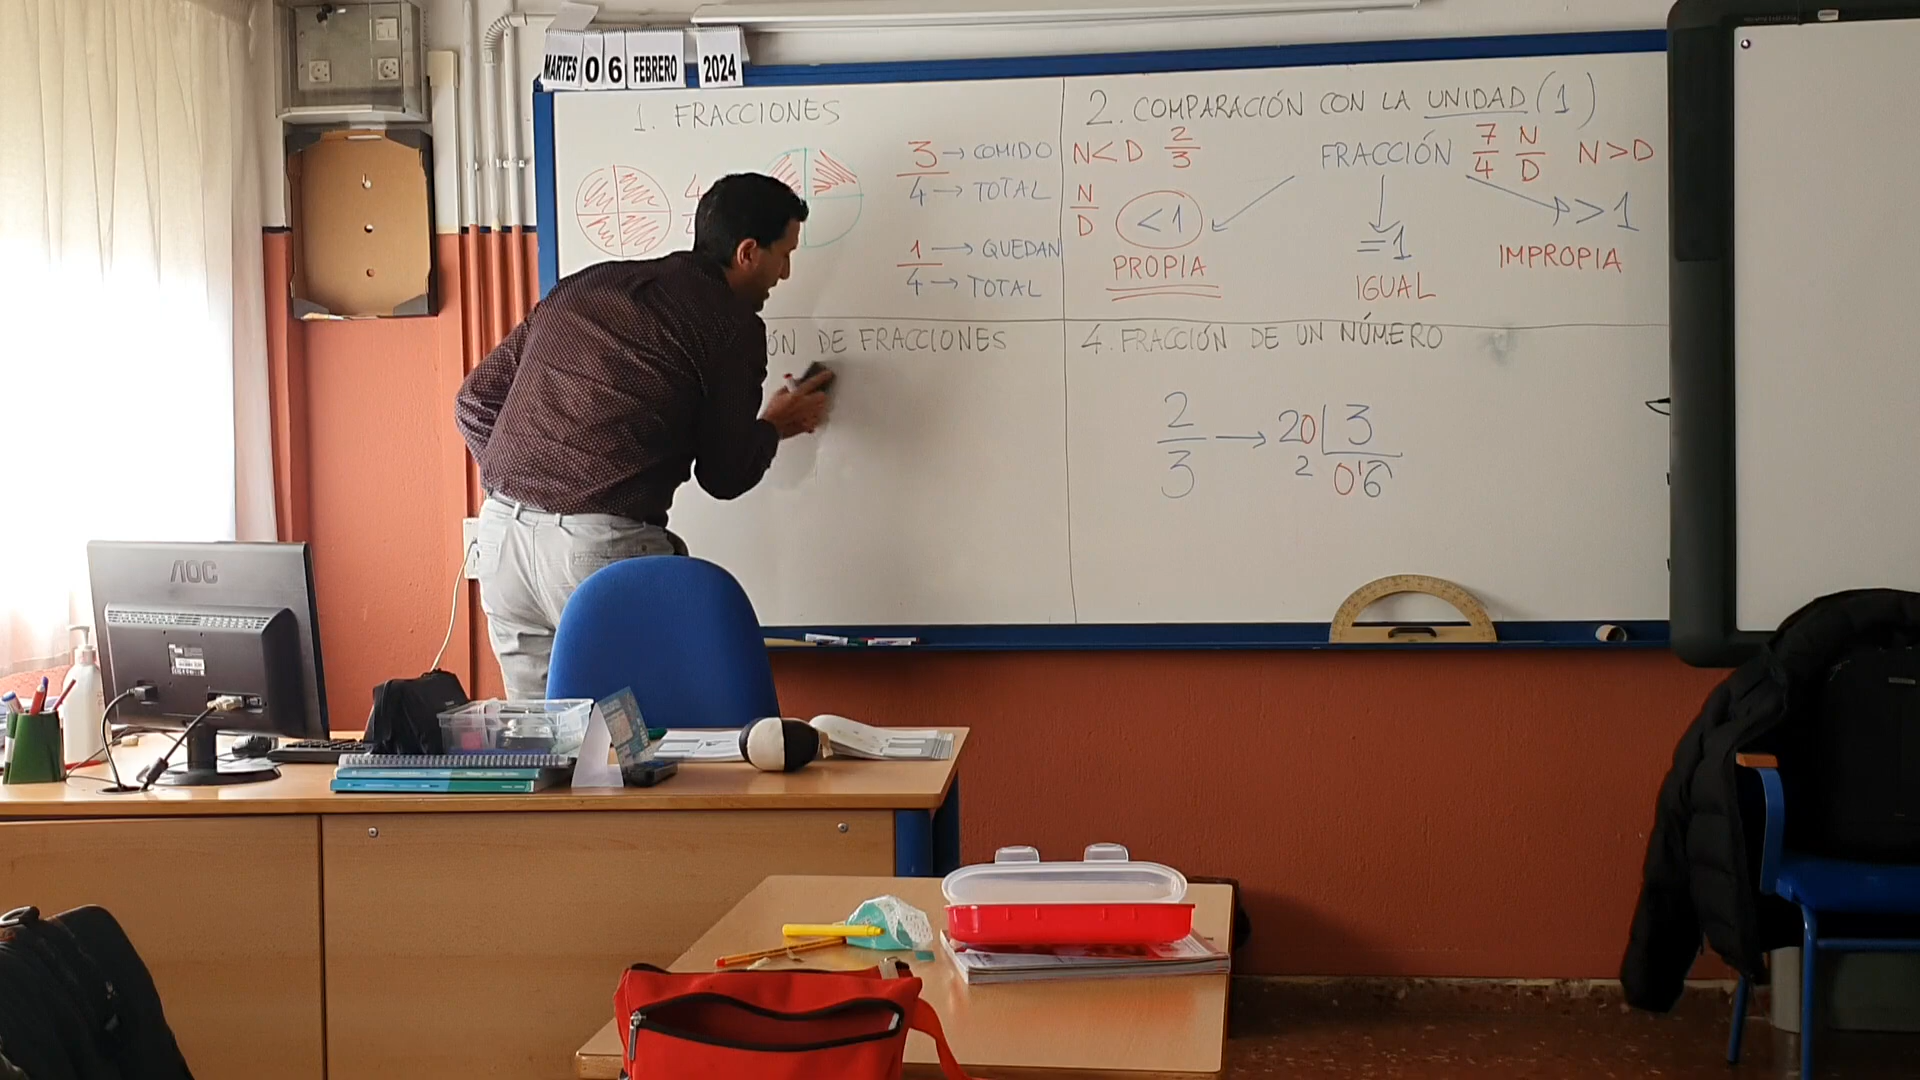 MARTES 06 FEBRERO 2024
1. FRACCIONES
4
3 → COMIDO
4 → TOTAL
1 → QUEDAN
4 → TOTAL
2. COMPARACIÓN CON LA UNIDAD (1)
N<D 2/3
N/D
<1
PROPIA
FRACCIÓN 7/4 N/D N>D
=1
IGUAL
>1
IMPROPIA
ÓN DE FRACCIONES
4. FRACCIÓN DE UN NÚMERO
2/3 → 20 3
2 0'6
AOC